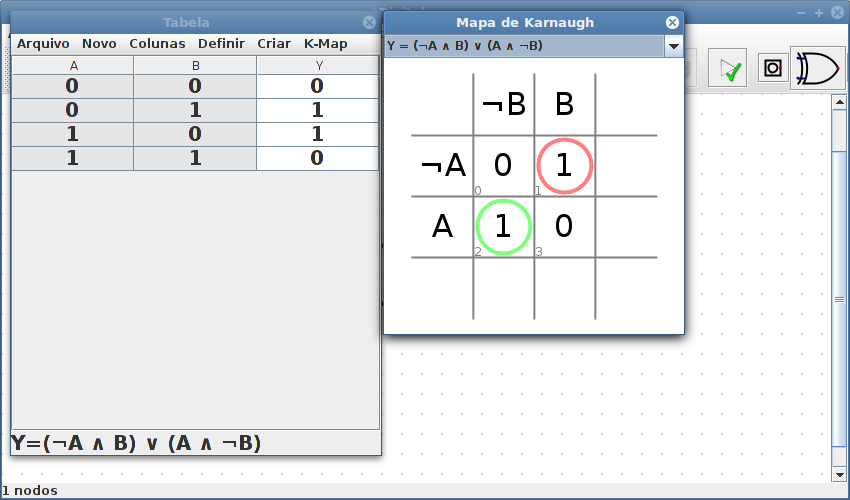 Tabela
Arquivo Novo Colunas Definir Criar K-Map
A B Y
0 0 0
0 1 1
1 0 1
1 1 0
Y=(¬A ∧ B) ∨ (A ∧ ¬B)
Mapa de Karnaugh
Y = (¬A ∧ B) ∨ (A ∧ ¬B)
¬B B
¬A 0 1
0 1
A 1 0
2 3
1 nodos